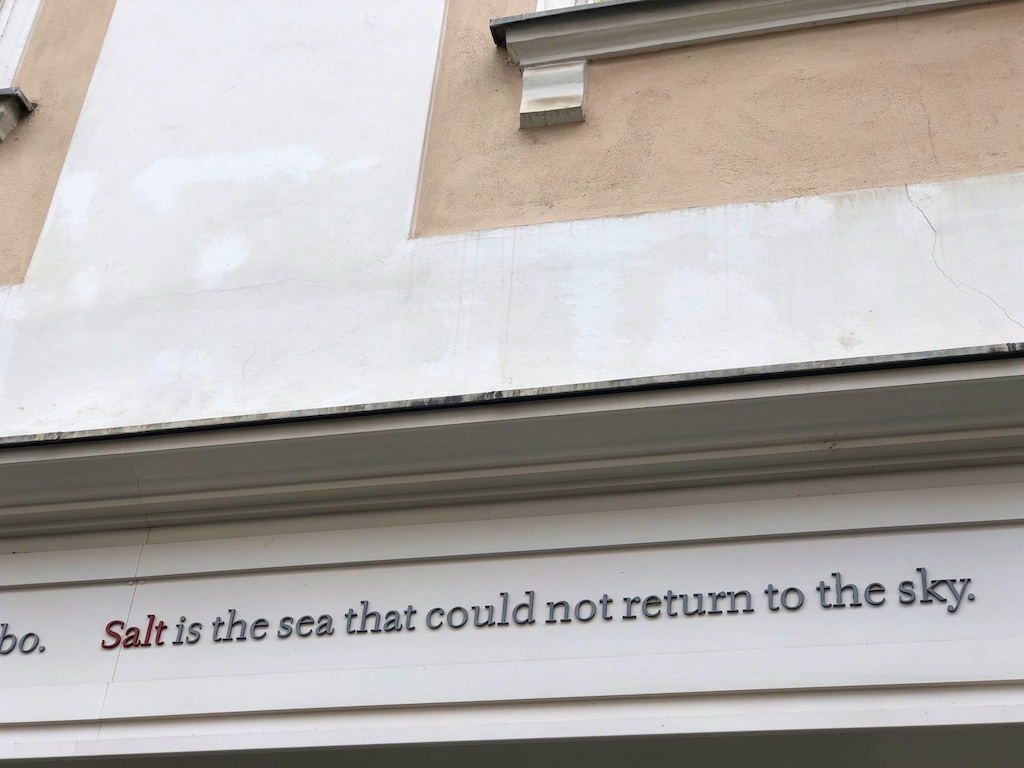 bo. Salt is the sea that could not return to the sky.